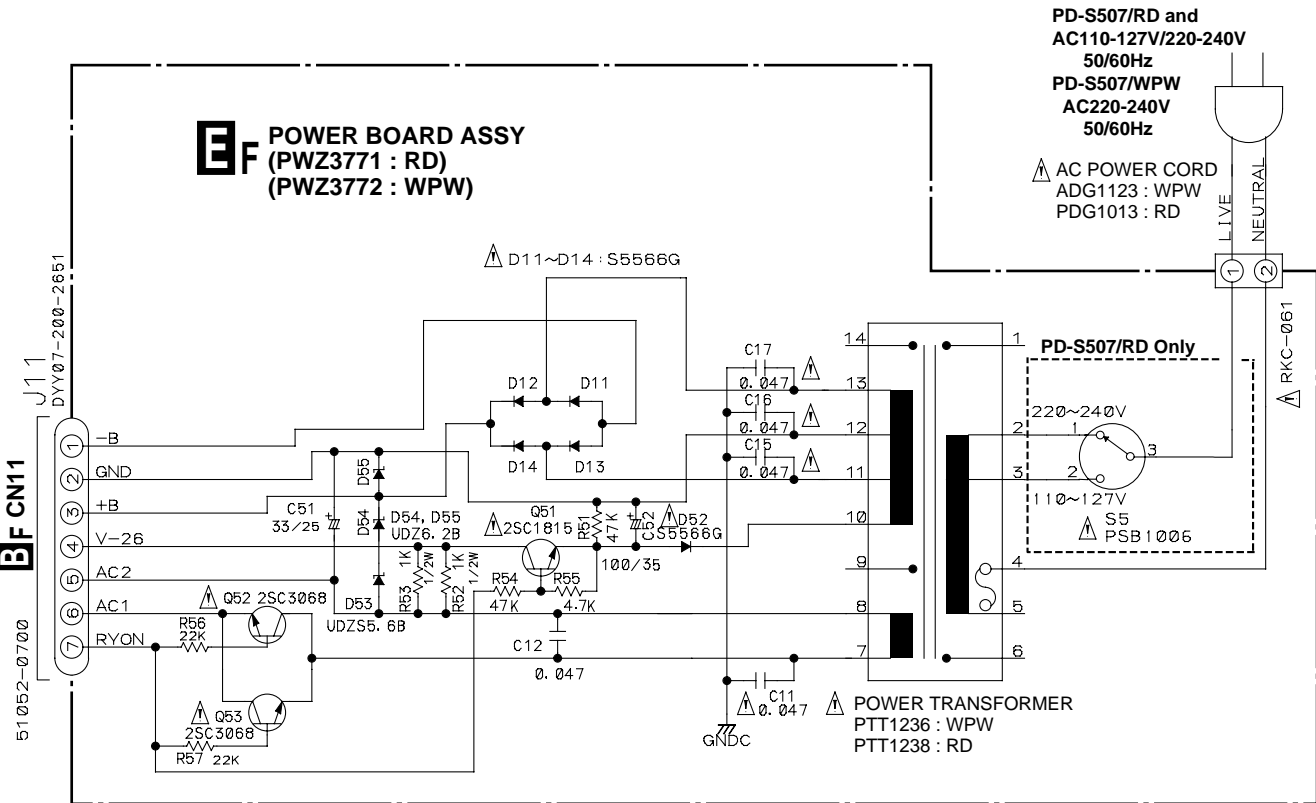 PD-S507/RD and
AC110-127V/220-240V
50/60Hz
PD-S507/WPW
AC220-240V
50/60Hz
E F POWER BOARD ASSY
(PWZ3771 : RD)
(PWZ3772 : WPW)
AC POWER CORD
ADG1123 : WPW
PDG1013 : RD
LIVE
NEUTRAL
1 2
RKC-061
D11~D14 : S5566G
J11
DYY07-200-2651
B F CN11
51052-0700
1 -B
2 GND
3 +B
4 V-26
5 AC2
6 AC1
7 RYON
D12 D11
D14 D13
C17
0.047
C16
0.047
C15
0.047
14
13
12
11
10
9
8
7
1
2
3
4
5
6
PD-S507/RD Only
220~240V
1
3
2
110~127V
S5
PSB1006
C51
33/25
D55
D54
D54, D55
UDZ6.2B
D53
UDZS5.6B
1K
1/2W
R53
1K
1/2W
R52
Q51
2SC1815
R51
47K
C52
100/35
D52
S5566G
R54
47K
R55
4.7K
Q52 2SC3068
R56
22K
Q53
2SC3068
R57 22K
C12
0.047
C11
0.047
GNDC
POWER TRANSFORMER
PTT1236 : WPW
PTT1238 : RD